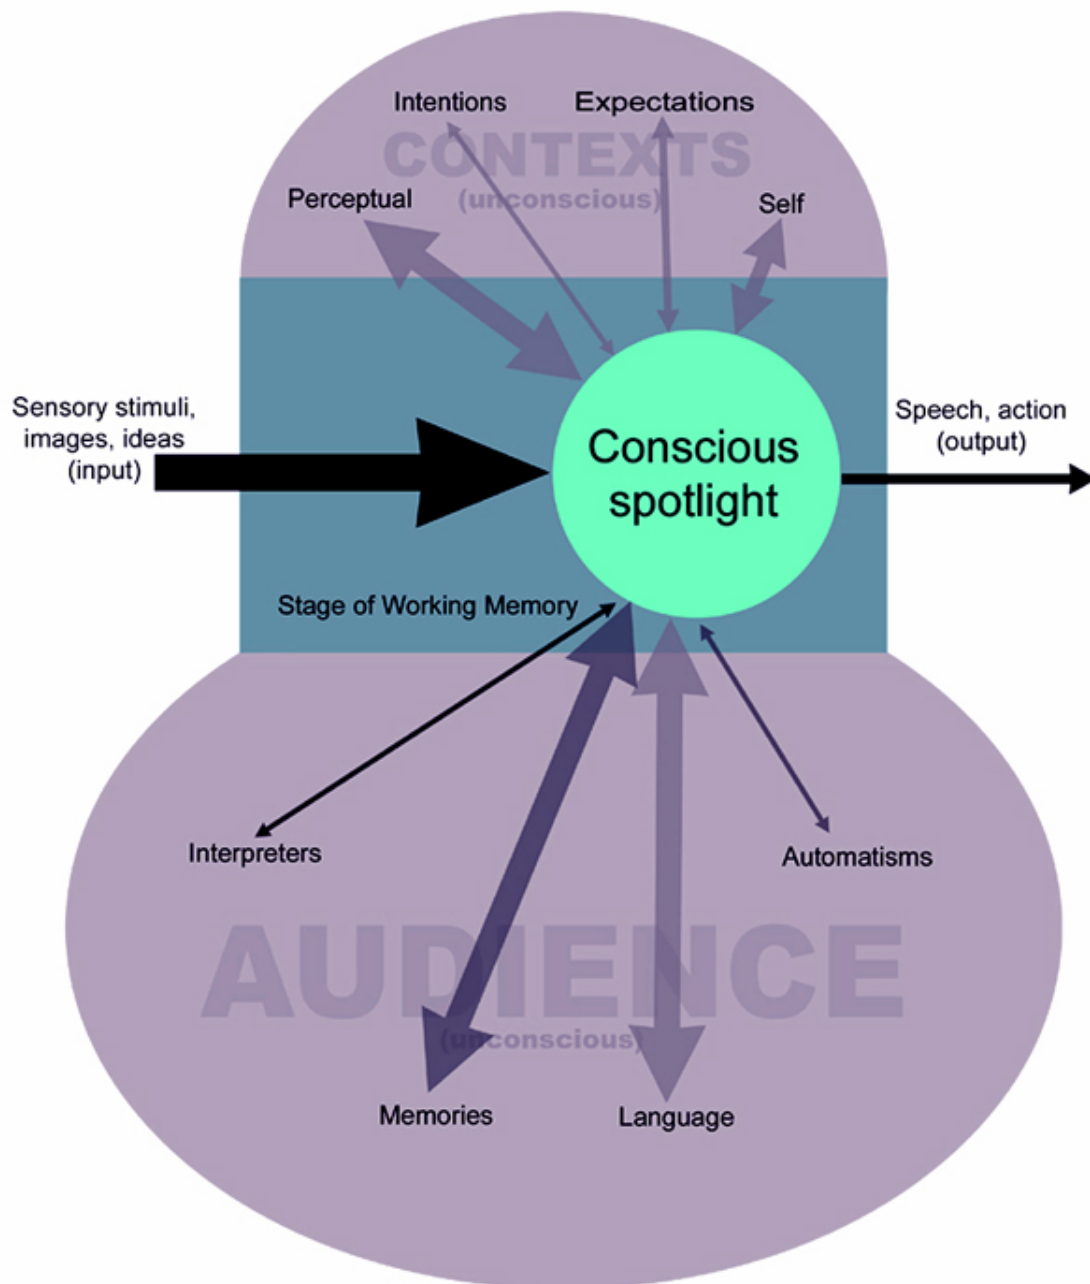 Intentions
Expectations
CONTEXTS
(unconscious)
Perceptual
Self
Sensory stimuli,
images, ideas
(input)
Conscious
spotlight
Speech, action
(output)
Stage of Working Memory
Interpreters
Automatisms
AUDIENCE
(unconscious)
Memories
Language